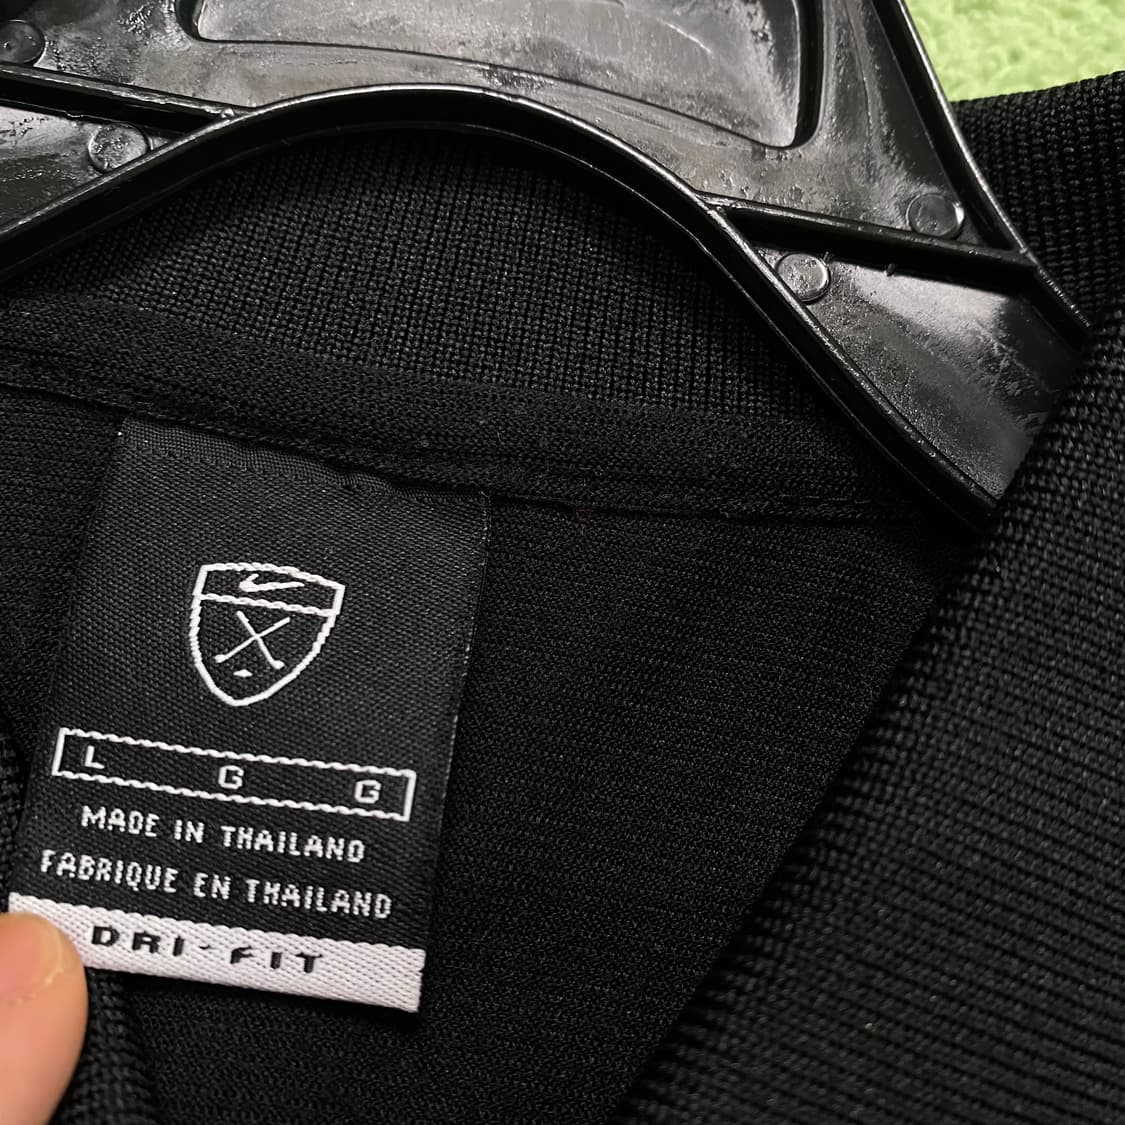 L G G
MADE IN THAILAND
FABRIQUE EN THAILAND
DRI-FIT